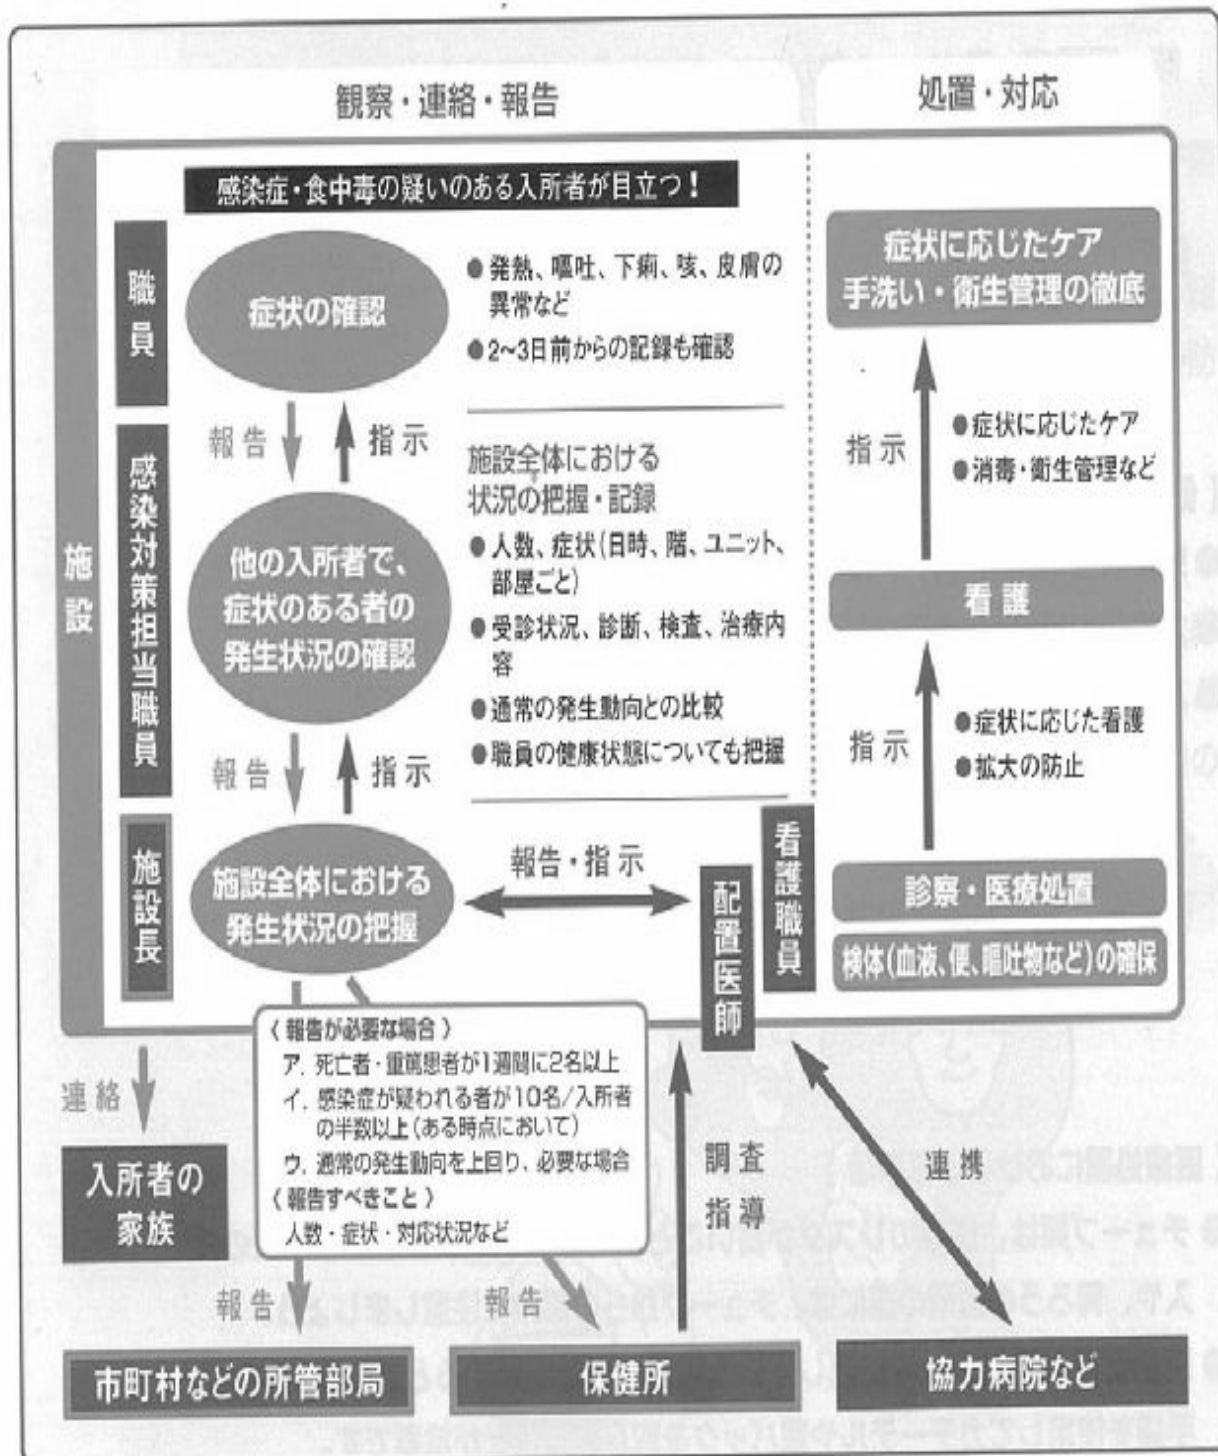 観察・連絡・報告
処置・対応
施設
感染症・食中毒の疑いのある入所者が目立つ！
職員
症状の確認
●発熱、嘔吐、下痢、咳、皮膚の
異常など
●2～3日前からの記録も確認
報告
指示
感染対策担当職員
他の入所者で、
症状のある者の
発生状況の確認
施設全体における
状況の把握・記録
●人数、症状（日時、階、ユニット、
部屋ごと）
●受診状況、診断、検査、治療内
容
●通常の発生動向との比較
●職員の健康状態についても把握
報告
指示
施設長
施設全体における
発生状況の把握
報告・指示
配置医師
看護職員
症状に応じたケア
手洗い・衛生管理の徹底
指示
●症状に応じたケア
●消毒・衛生管理など
看護
指示
●症状に応じた看護
●拡大の防止
診察・医療処置
検体（血液、便、嘔吐物など）の確保
〈報告が必要な場合〉
ア．死亡者・重篤患者が1週間に2名以上
イ．感染症が疑われる者が10名/入所者
の半数以上（ある時点において）
ウ．通常の発生動向を上回り、必要な場合
〈報告すべきこと〉
人数・症状・対応状況など
連絡
入所者の
家族
報告
報告
調査
指導
連携
市町村などの所管部局
保健所
協力病院など